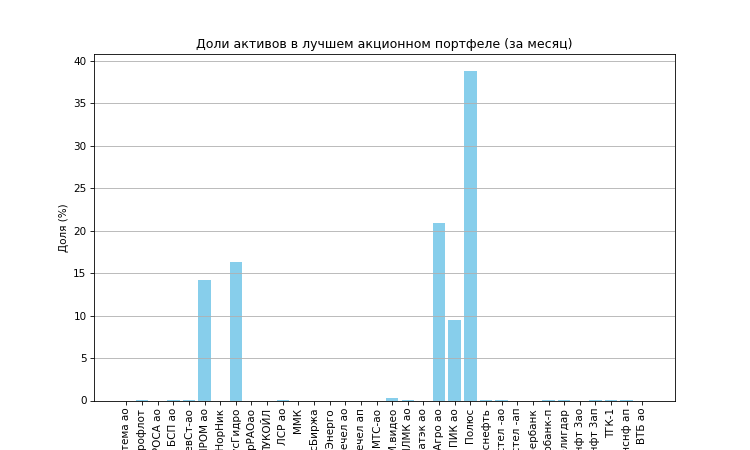 Доли активов в лучшем акционном портфеле (за месяц)
40
35
30
25
20
15
10
5
0
Доля (%)
тема ао
рофлот
РОСА ао
БСП ао
евСт-ао
ПРОМ ао
НорНик
сГидро
рРАОао
ПУКОЙЛ
ЛСР ао
ММК
сБиржа
Энерго
ечел ао
ечел ап
МТС-ао
М.видео
ЛМК ао
атэк ао
Агро ао
ПИК ао
Полюс
снефть
стел -ао
стел -ап
ербанк
рбанк-п
лигдар
нфт 3ао
нфт 3ап
ТГК-1
нснф ап
ВТБ ао